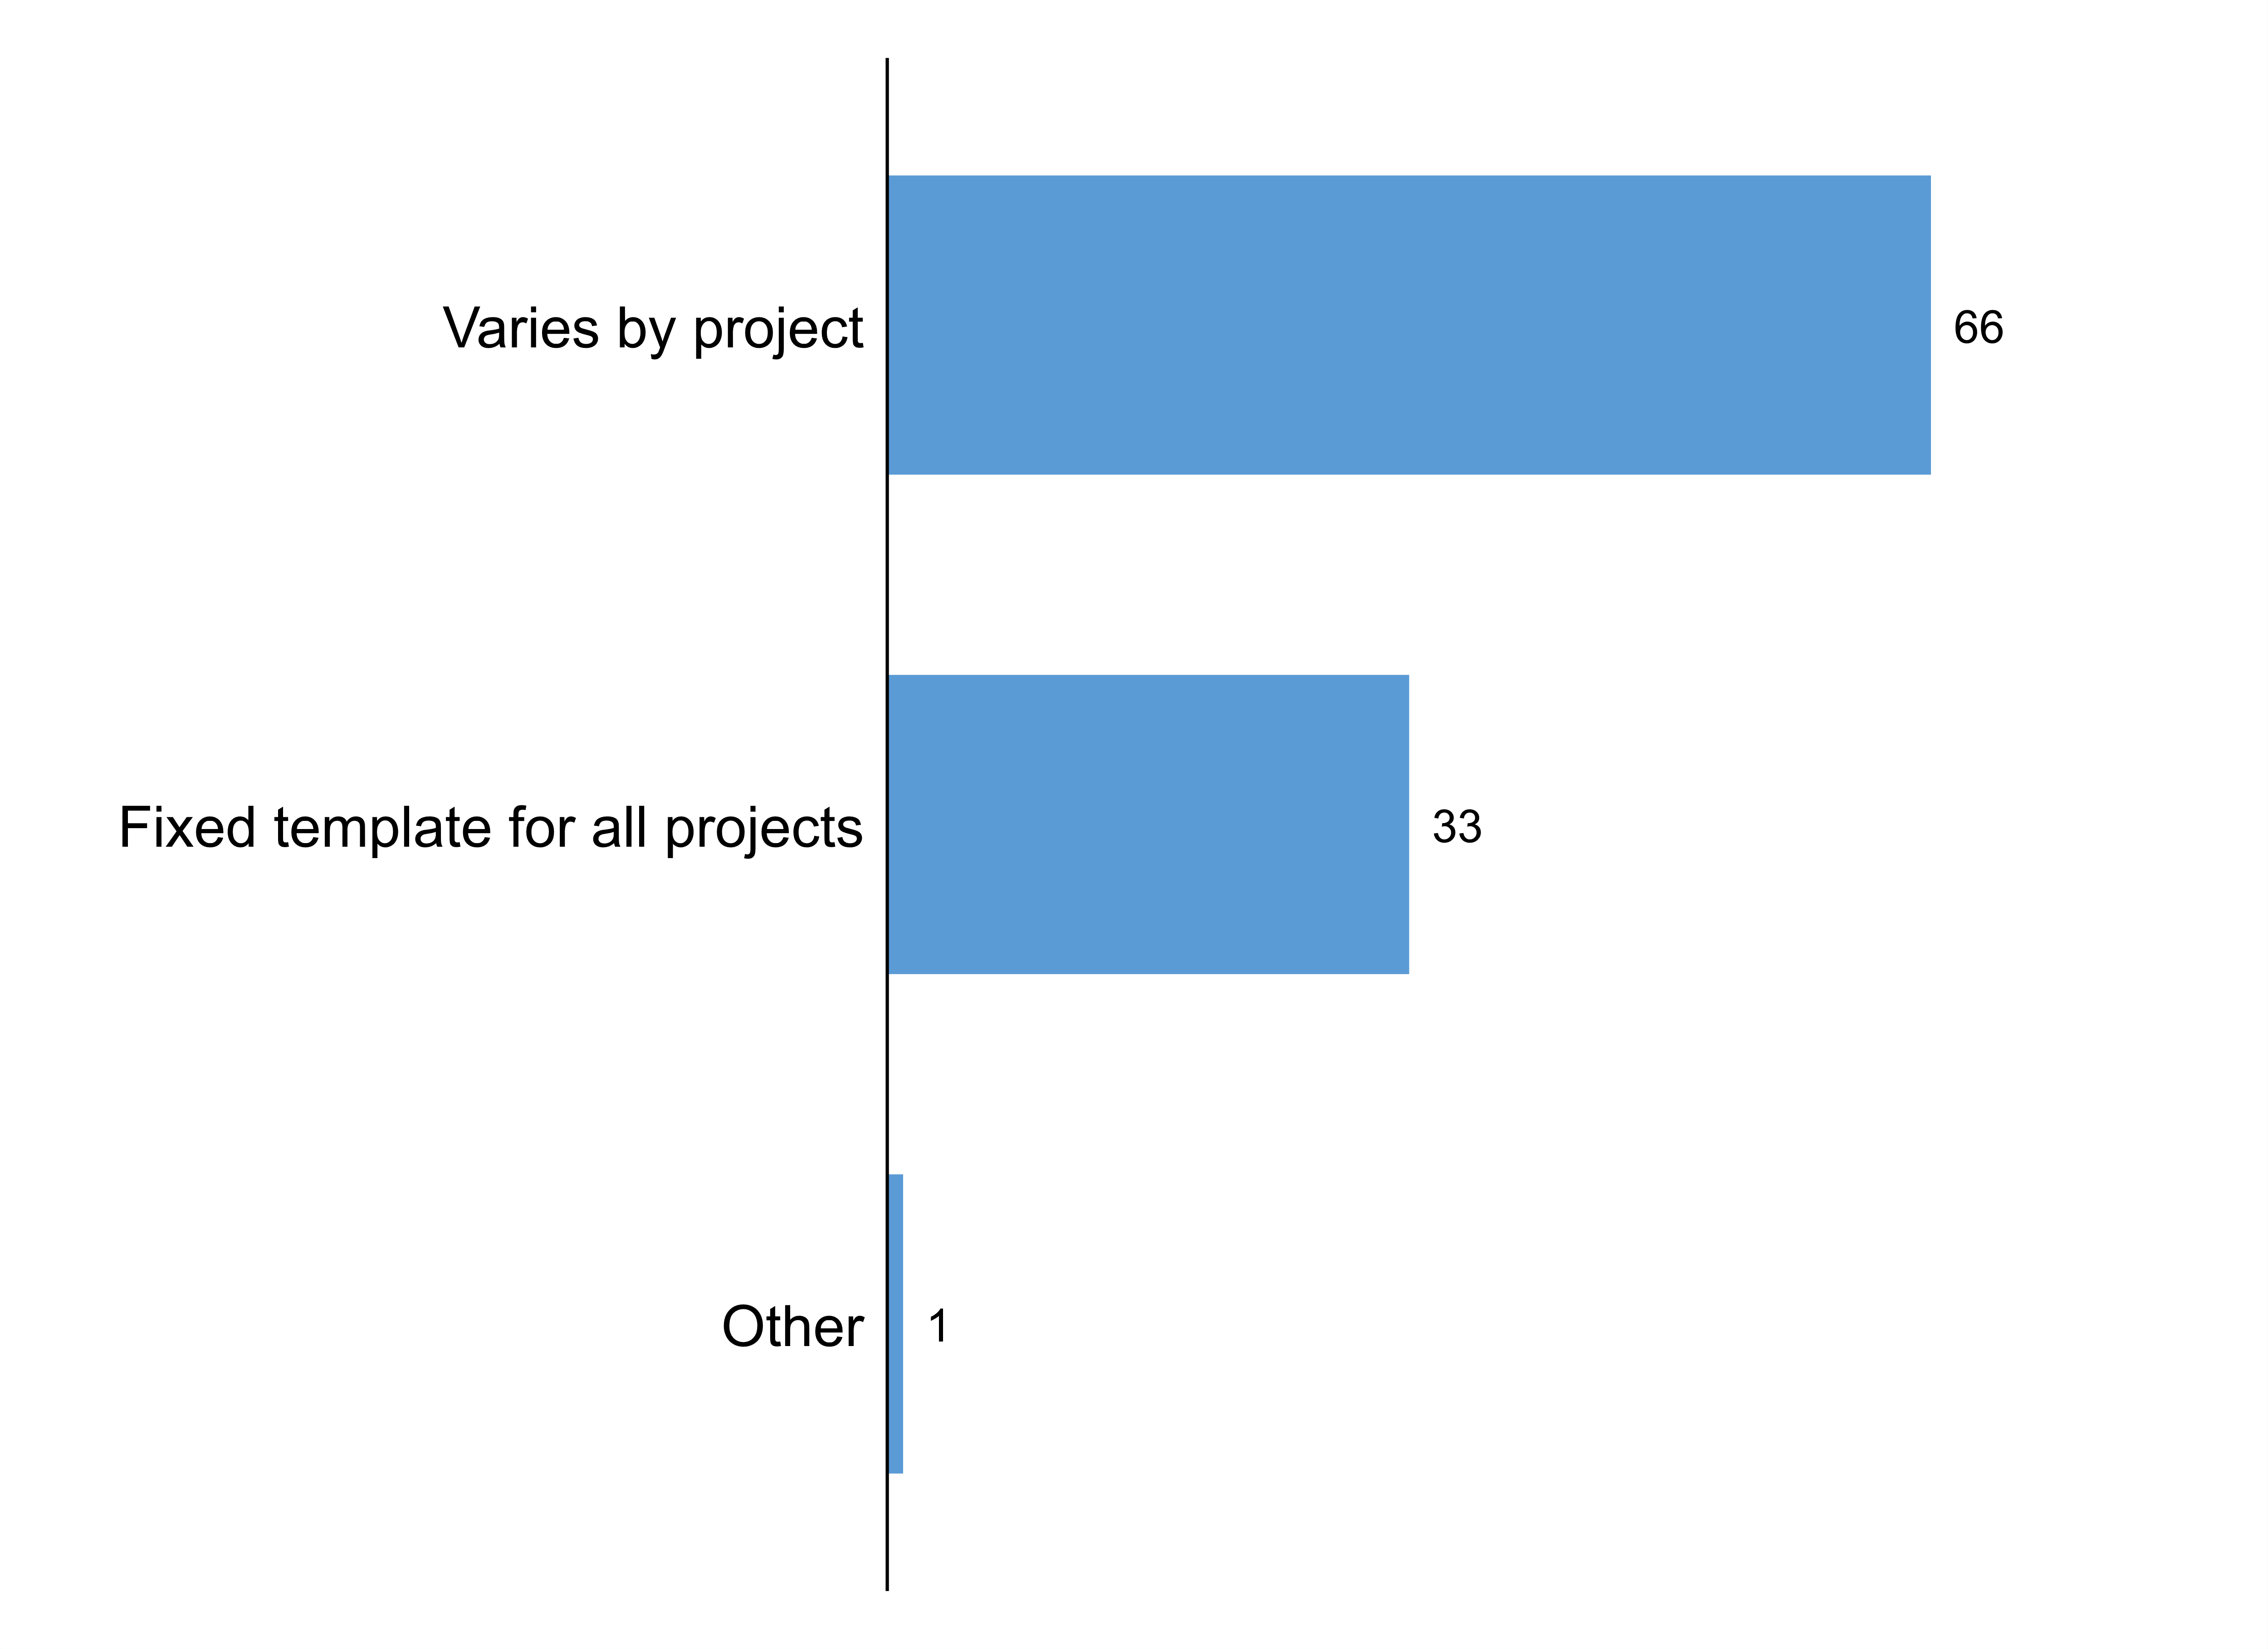 Varies by project 66
Fixed template for all projects 33
Other 1